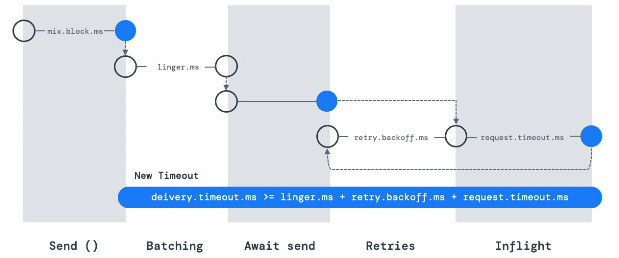 mix.block.ms
linger.ms
retry.backoff.ms
request.timeout.ms
New Timeout
deivery.timeout.ms >= linger.ms + retry.backoff.ms + request.timeout.ms
Send ()
Batching
Await send
Retries
Inflight